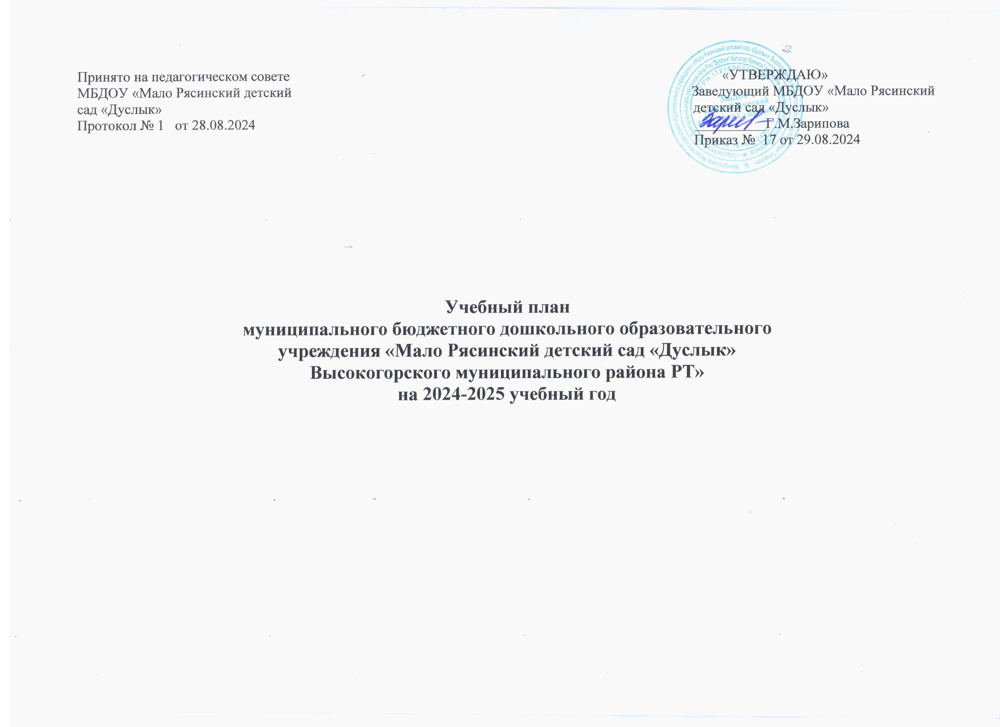 Принято на педагогическом совете
МБДОУ «Мало Рясинский детский
сад «Дуслык»
Протокол № 1 от 28.08.2024
«УТВЕРЖДАЮ»
Заведующий МБДОУ «Мало Рясинский
детский сад «Дуслык»
Г.М.Зарипова
Приказ № 17 от 29.08.2024
Учебный план
муниципального бюджетного дошкольного образовательного
учреждения «Мало Рясинский детский сад «Дуслык»
Высокогорского муниципального района РТ»
на 2024-2025 учебный год